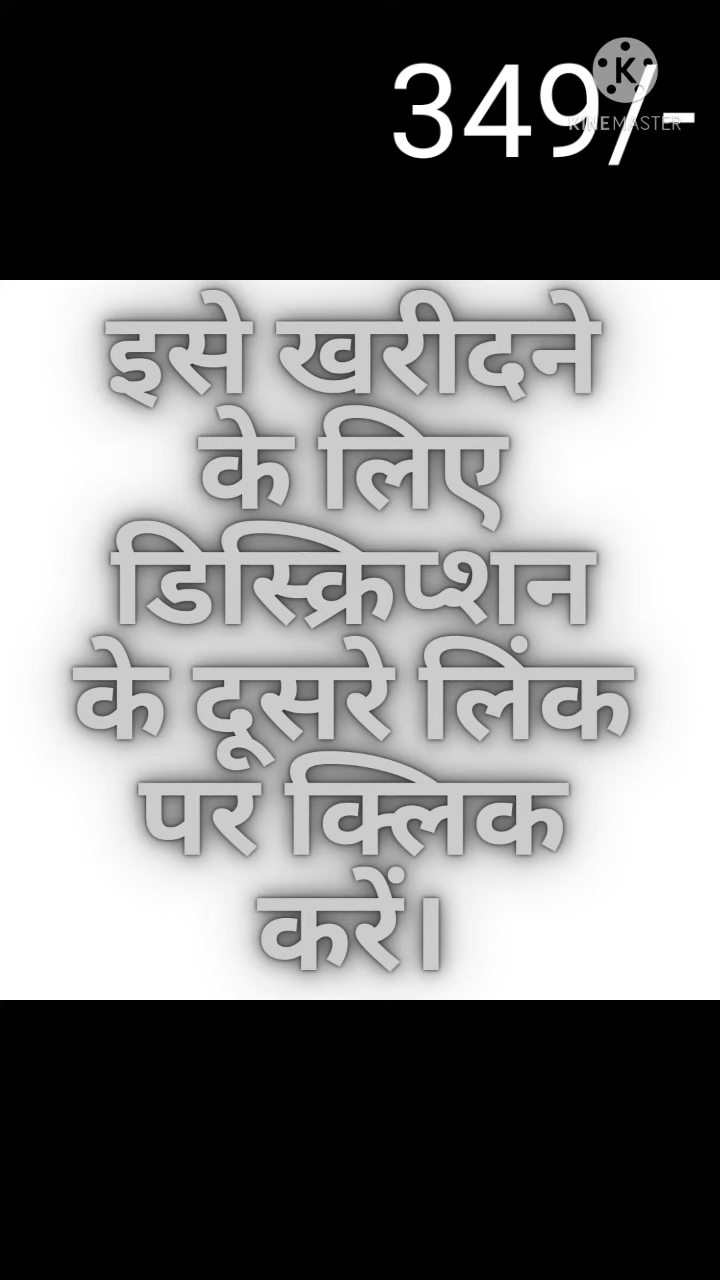 349/-
KINEMASTER
इसे खरीदने
के लिए
डिस्क्रिप्शन
के दूसरे लिंक
पर क्लिक
करें।